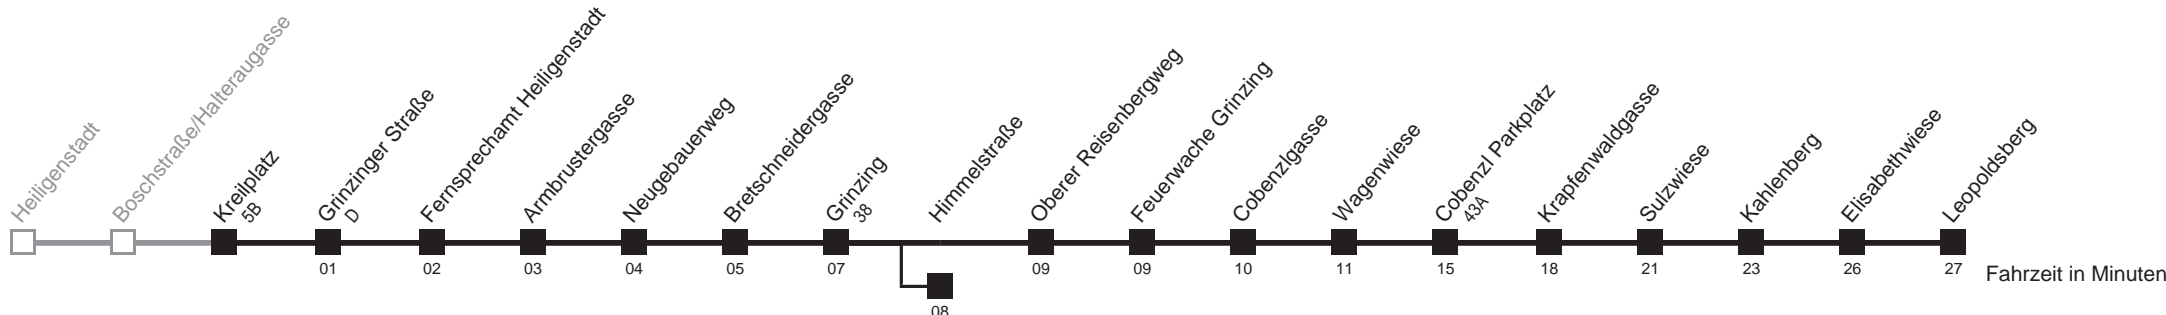 Heiligenstadt
Boschstraße/Halteraugasse
Kreilplatz
5B
Grinzinger Straße
D
Fernsprechamt Heiligenstadt
Armbrustergasse
Neugebauerweg
Bretschneidergasse
Grinzing
38
Himmelstraße
Oberer Reisenbergweg
Feuerwache Grinzing
Cobenzlgasse
Wagenwiese
Cobenzl Parkplatz
43A
Krapfenwaldgasse
Sulzwiese
Kahlenberg
Elisabethwiese
Leopoldsberg
01 02 03 04 05 07 09 09 10 11 15 18 21 23 26 27 Fahrzeit in Minuten
08